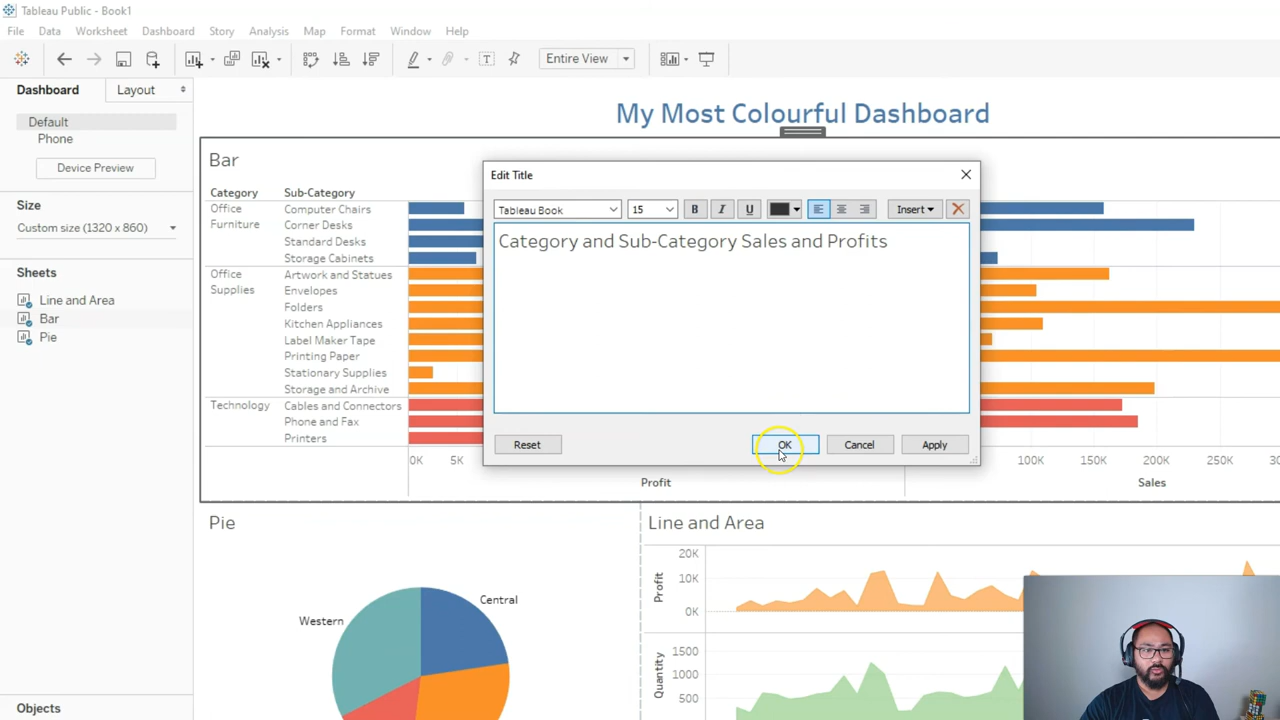 Tableau Public - Book1
File Data Worksheet Dashboard Story Analysis Map Format Window Help
Entire View
Dashboard Layout
Default
Phone
Device Preview
Size
Custom size (1320 x 860)
Sheets
Line and Area
Bar
Pie
Objects
My Most Colourful Dashboard
Bar
Category Sub-Category
Office Computer Chairs
Furniture Corner Desks
Standard Desks
Storage Cabinets
Office Artwork and Statues
Supplies Envelopes
Folders
Kitchen Appliances
Label Maker Tape
Printing Paper
Stationary Supplies
Storage and Archive
Technology Cables and Connectors
Phone and Fax
Printers
0K 5K 100K 150K 200K 250K 300K
Profit Sales
Edit Title
Tableau Book 15 B I U Insert
Category and Sub-Category Sales and Profits
Reset OK Cancel Apply
Pie
Western
Central
Line and Area
20K
10K
0K
Profit
1500
1000
500
Quantity